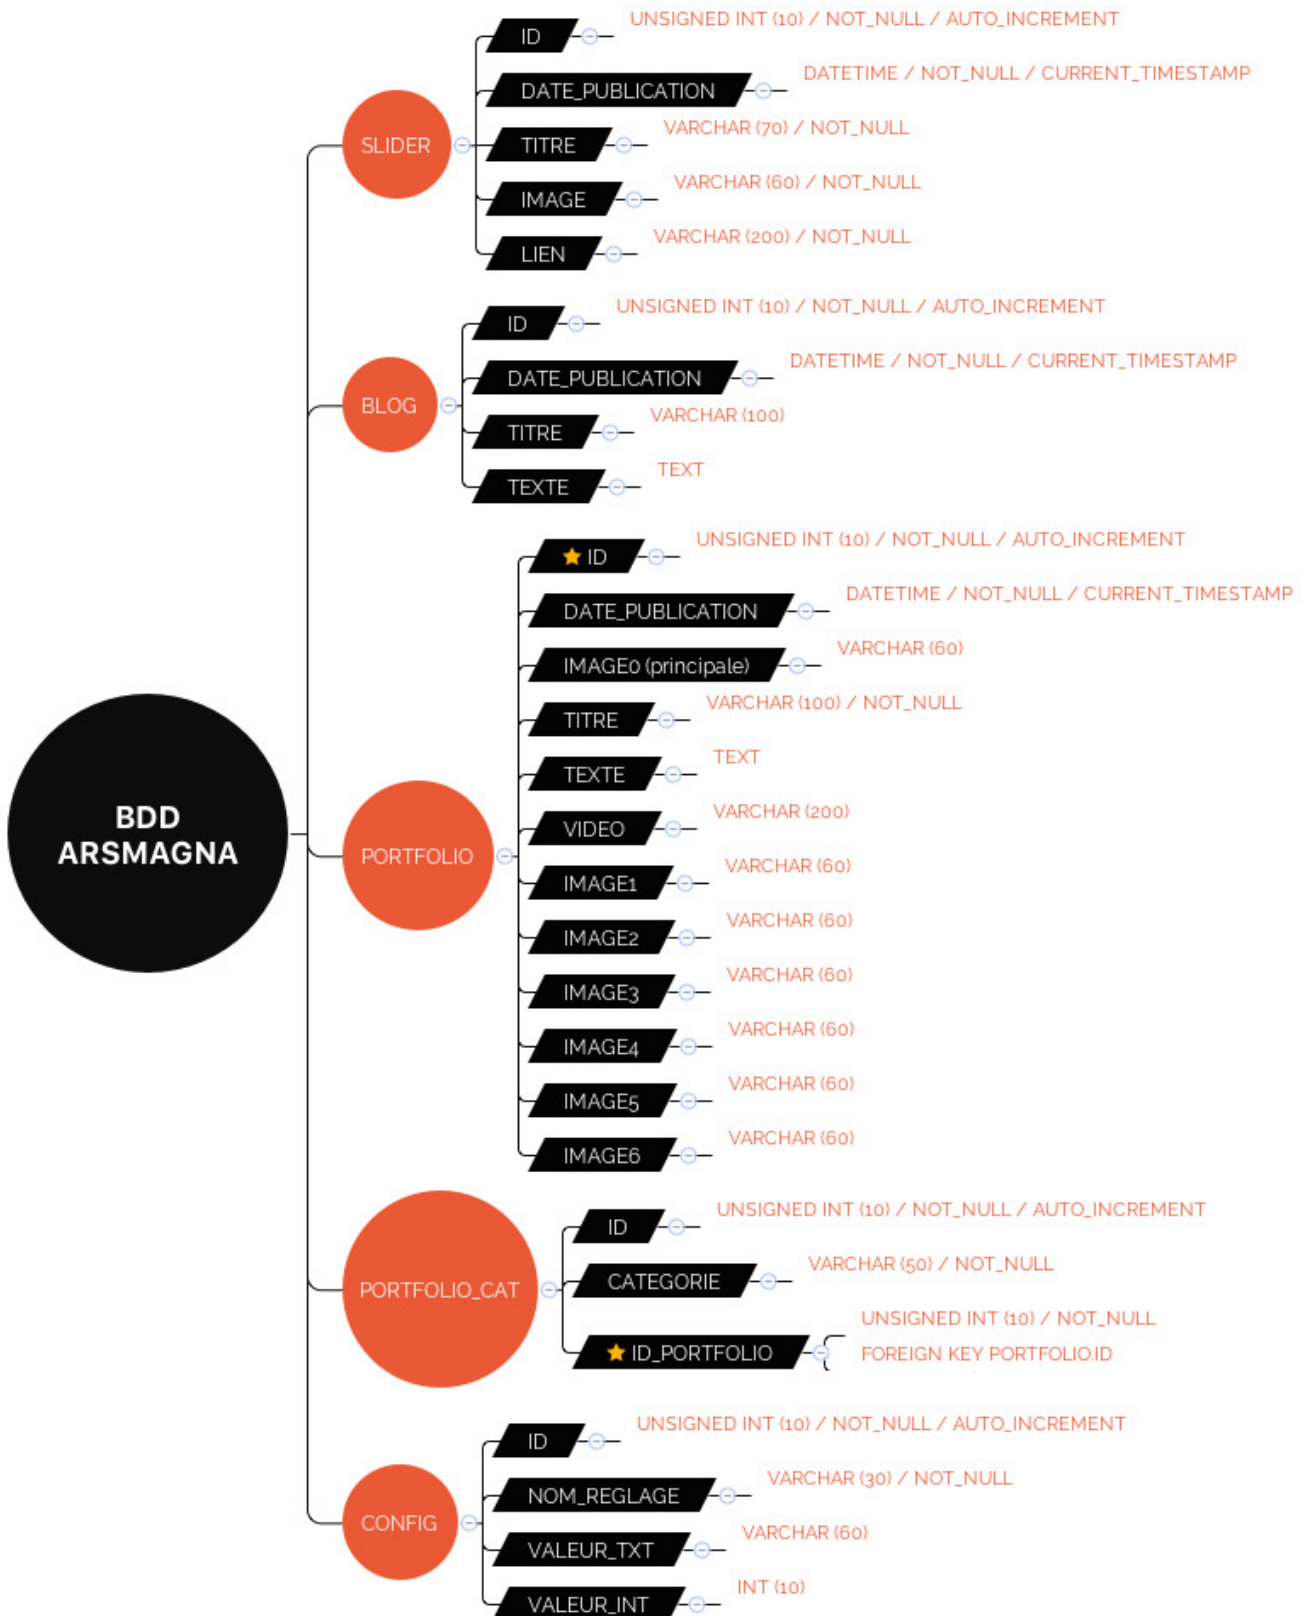 BDD
ARSMAGNA
SLIDER
ID
UNSIGNED INT (10) / NOT_NULL / AUTO_INCREMENT
DATE_PUBLICATION
DATETIME / NOT_NULL / CURRENT_TIMESTAMP
TITRE
VARCHAR (70) / NOT_NULL
IMAGE
VARCHAR (60) / NOT_NULL
LIEN
VARCHAR (200) / NOT_NULL
BLOG
ID
UNSIGNED INT (10) / NOT_NULL / AUTO_INCREMENT
DATE_PUBLICATION
DATETIME / NOT_NULL / CURRENT_TIMESTAMP
TITRE
VARCHAR (100)
TEXTE
TEXT
PORTFOLIO
ID
UNSIGNED INT (10) / NOT_NULL / AUTO_INCREMENT
DATE_PUBLICATION
DATETIME / NOT_NULL / CURRENT_TIMESTAMP
IMAGE0 (principale)
VARCHAR (60)
TITRE
VARCHAR (100) / NOT_NULL
TEXTE
TEXT
VIDEO
VARCHAR (200)
IMAGE1
VARCHAR (60)
IMAGE2
VARCHAR (60)
IMAGE3
VARCHAR (60)
IMAGE4
VARCHAR (60)
IMAGE5
VARCHAR (60)
IMAGE6
VARCHAR (60)
PORTFOLIO_CAT
ID
UNSIGNED INT (10) / NOT_NULL / AUTO_INCREMENT
CATEGORIE
VARCHAR (50) / NOT_NULL
ID_PORTFOLIO
UNSIGNED INT (10) / NOT_NULL
FOREIGN KEY PORTFOLIO.ID
CONFIG
ID
UNSIGNED INT (10) / NOT_NULL / AUTO_INCREMENT
NOM_REGLAGE
VARCHAR (30) / NOT_NULL
VALEUR_TXT
VARCHAR (60)
VALEUR_INT
INT (10)